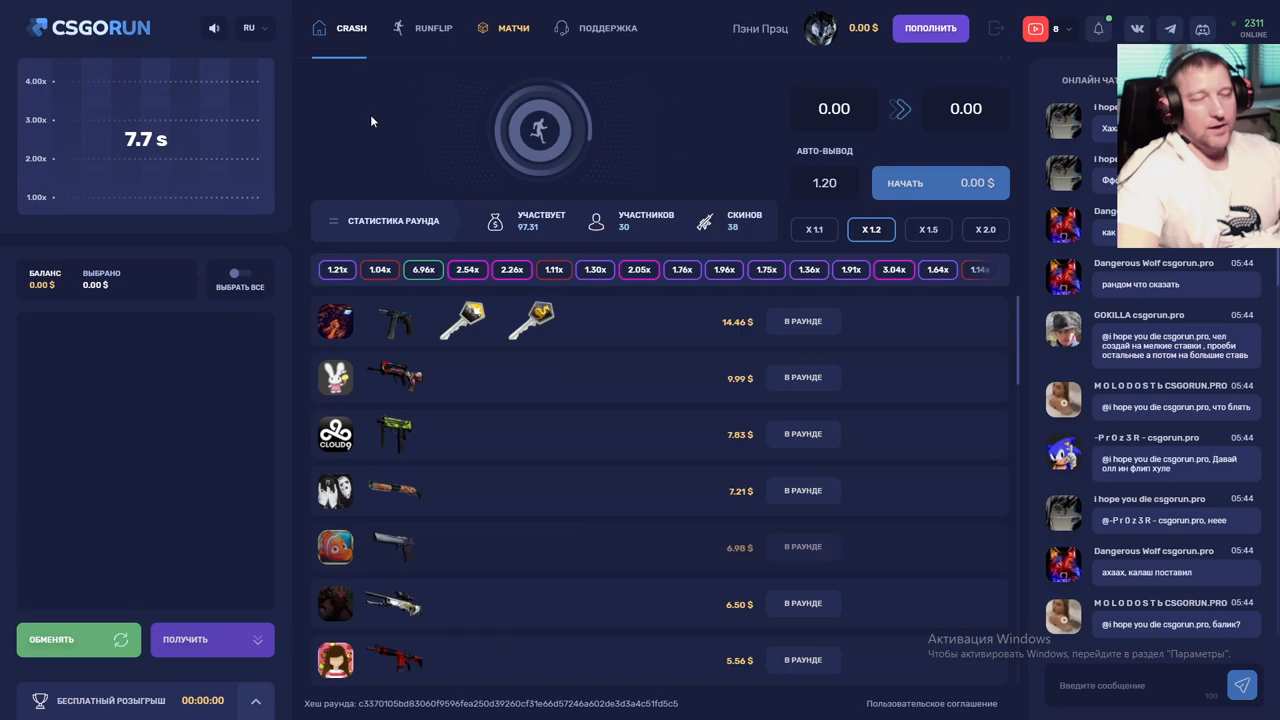 CSGORUN
RU
CRASH
RUNFLIP
МАТЧИ
ПОДДЕРЖКА
Пэни Прэц
0.00 $
ПОПОЛНИТЬ
8
2311
ONLINE
4.00x
3.00x
2.00x
1.00x
7.7 s
0.00
0.00
АВТО-ВЫВОД
1.20
НАЧАТЬ 0.00 $
СТАТИСТИКА РАУНДА
УЧАСТВУЕТ
97.31
УЧАСТНИКОВ
30
СКИНОВ
38
X 1.1
X 1.2
X 1.5
X 2.0
БАЛАНС
0.00 $
ВЫБРАНО
0.00 $
ВЫБРАТЬ ВСЕ
1.21x 1.04x 6.96x 2.54x 2.26x 1.11x 1.30x 2.05x 1.76x 1.96x 1.75x 1.36x 1.91x 3.04x 1.64x 1.14x
14.46 $ В РАУНДЕ
9.99 $ В РАУНДЕ
CLOUD9
7.83 $ В РАУНДЕ
7.21 $ В РАУНДЕ
6.98 $ В РАУНДЕ
6.50 $ В РАУНДЕ
5.56 $ В РАУНДЕ
ОБМЕНЯТЬ
ПОЛУЧИТЬ
БЕСПЛАТНЫЙ РОЗЫГРЫШ 00:00:00
Хеш раунда: c3370105bd83060f9596fea250d39260cf31e66d57246a602de3d3a4c51fd5c5
Пользовательское соглашение
ОНЛАЙН
Dangerous Wolf csgorun.pro 05:44
рандом что сказать
GOKILLA csgorun.pro 05:44
@i hope you die csgorun.pro, чел
создай на мелкие ставки , проеби
остальные а потом на большие ставь
M O L O D O S T Ь CSGORUN.PRO 05:44
@i hope you die csgorun.pro, что блять
-P r 0 z 3 R - csgorun.pro 05:44
@i hope you die csgorun.pro, Давай
олл ин флип хуле
i hope you die csgorun.pro 05:44
@-P r 0 z 3 R - csgorun.pro, неее
Dangerous Wolf csgorun.pro 05:44
ахаах, калаш поставил
M O L O D O S T Ь CSGORUN.PRO 05:44
@i hope you die csgorun.pro, балик?
Активация Windows
Чтобы активировать Windows, перейдите в раздел "Параметры".
Введите сообщение
100